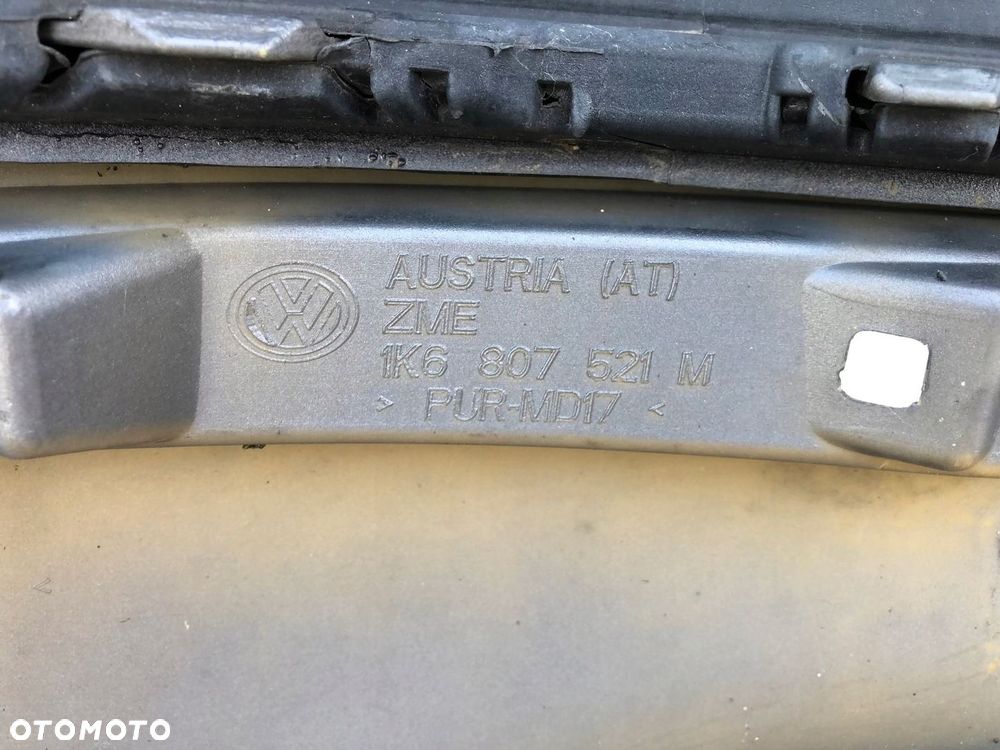 AUSTRIA (AT)
ZME
1K6 807 521 M
> PUR-MD17 <
OTOMOTO